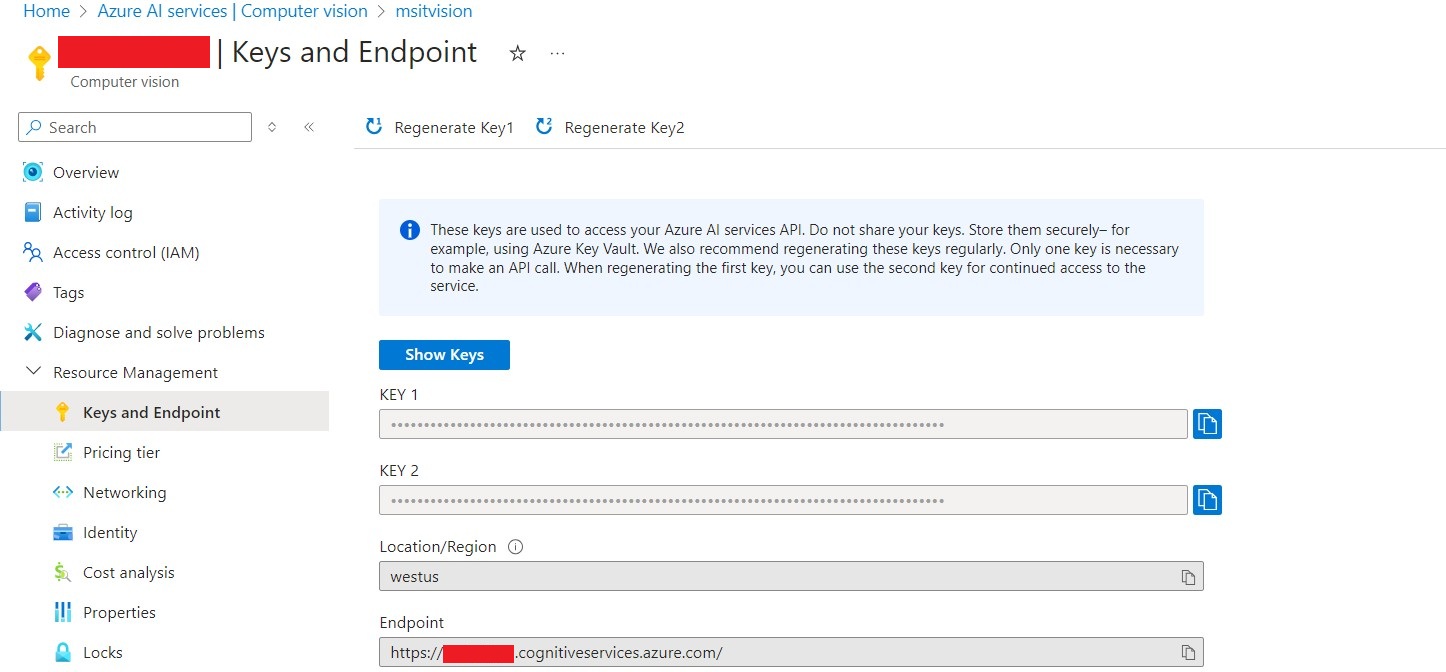 Home > Azure AI services | Computer vision > msitvision
| Keys and Endpoint ...
Computer vision
Search
«
Regenerate Key1
Regenerate Key2
Overview
Activity log
Access control (IAM)
Tags
Diagnose and solve problems
Resource Management
Keys and Endpoint
Pricing tier
Networking
Identity
Cost analysis
Properties
Locks
These keys are used to access your Azure AI services API. Do not share your keys. Store them securely– for
example, using Azure Key Vault. We also recommend regenerating these keys regularly. Only one key is necessary
to make an API call. When regenerating the first key, you can use the second key for continued access to the
service.
Show Keys
KEY 1
KEY 2
Location/Region
westus
Endpoint
https:// .cognitiveservices.azure.com/